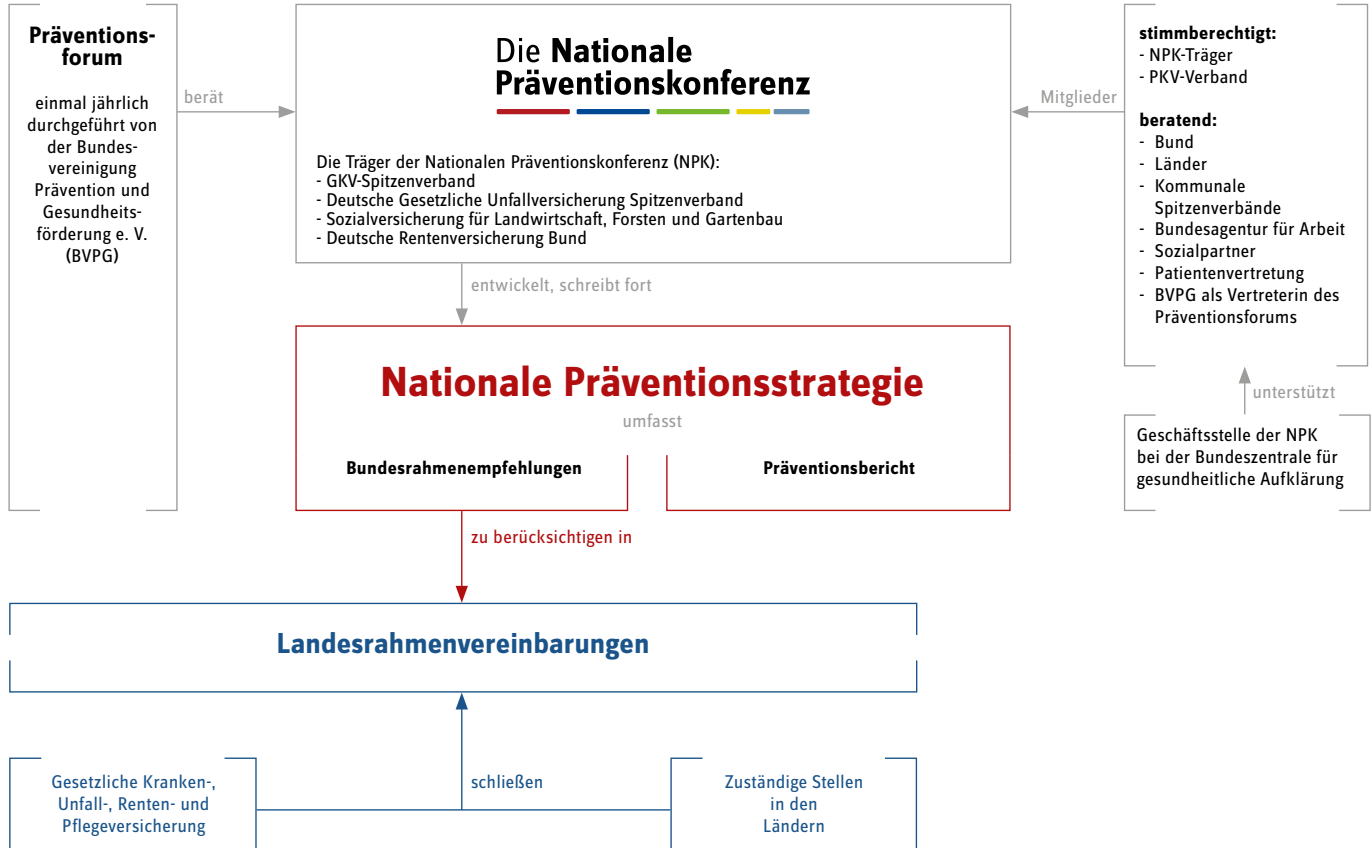 Präventions-
forum
einmal jährlich
durchgeführt von
der Bundes-
vereinigung
Prävention und
Gesundheits-
förderung e. V.
(BVPG)
berät
Die Nationale
Präventionskonferenz
Die Träger der Nationalen Präventionskonferenz (NPK):
- GKV-Spitzenverband
- Deutsche Gesetzliche Unfallversicherung Spitzenverband
- Sozialversicherung für Landwirtschaft, Forsten und Gartenbau
- Deutsche Rentenversicherung Bund
Mitglieder
stimmberechtigt:
- NPK-Träger
- PKV-Verband
beratend:
- Bund
- Länder
- Kommunale
Spitzenverbände
- Bundesagentur für Arbeit
- Sozialpartner
- Patientenvertretung
- BVPG als Vertreterin des
Präventionsforums
unterstützt
Geschäftsstelle der NPK
bei der Bundeszentrale für
gesundheitliche Aufklärung
entwickelt, schreibt fort
Nationale Präventionsstrategie
umfasst
Bundesrahmenempfehlungen
Präventionsbericht
zu berücksichtigen in
Landesrahmenvereinbarungen
Gesetzliche Kranken-,
Unfall-, Renten- und
Pflegeversicherung
schließen
Zuständige Stellen
in den
Ländern